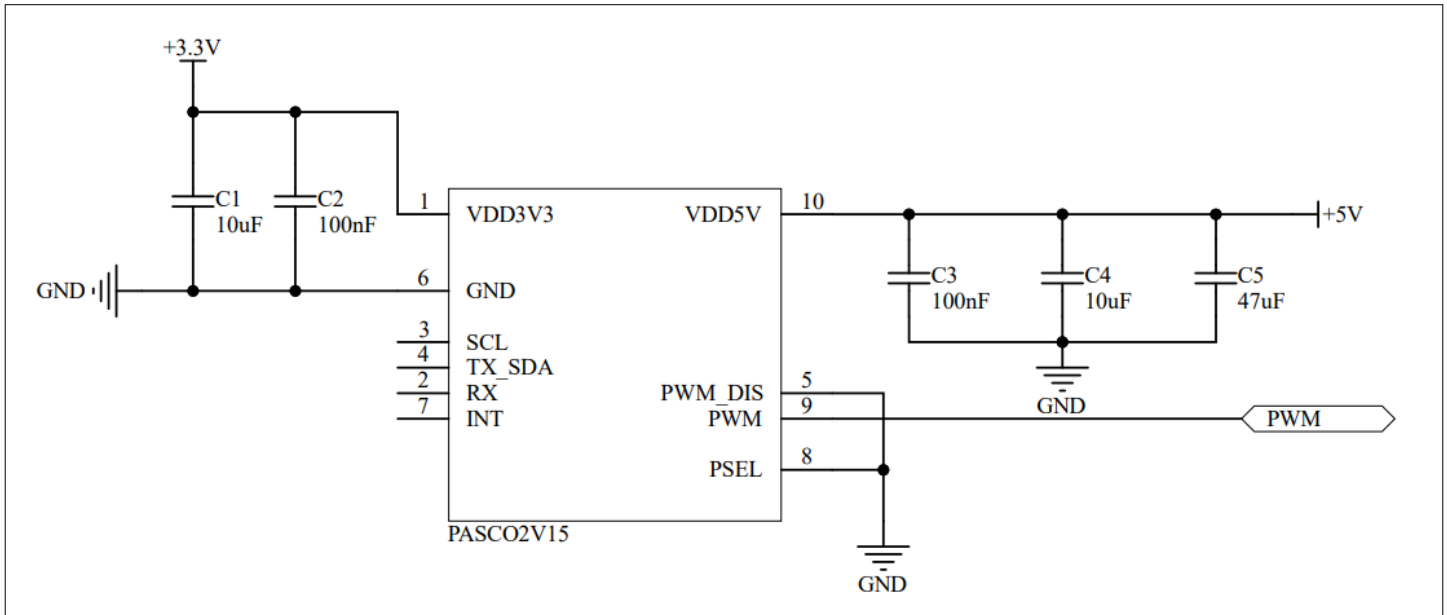 +3.3V
C1
10uF
C2
100nF
GND
1
VDD3V3
6
GND
3
SCL
4
TX_SDA
2
RX
7
INT
VDD5V
10
PWM_DIS
5
PWM
9
PSEL
8
PASCO2V15
+5V
C3
100nF
C4
10uF
C5
47uF
GND
PWM
GND